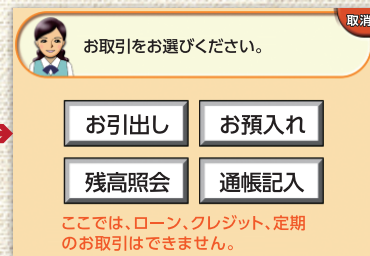 取消
お取引をお選びください。
お引出し お預入れ
残高照会 通帳記入
ここでは、ローン、クレジット、定期
のお取引はできません。